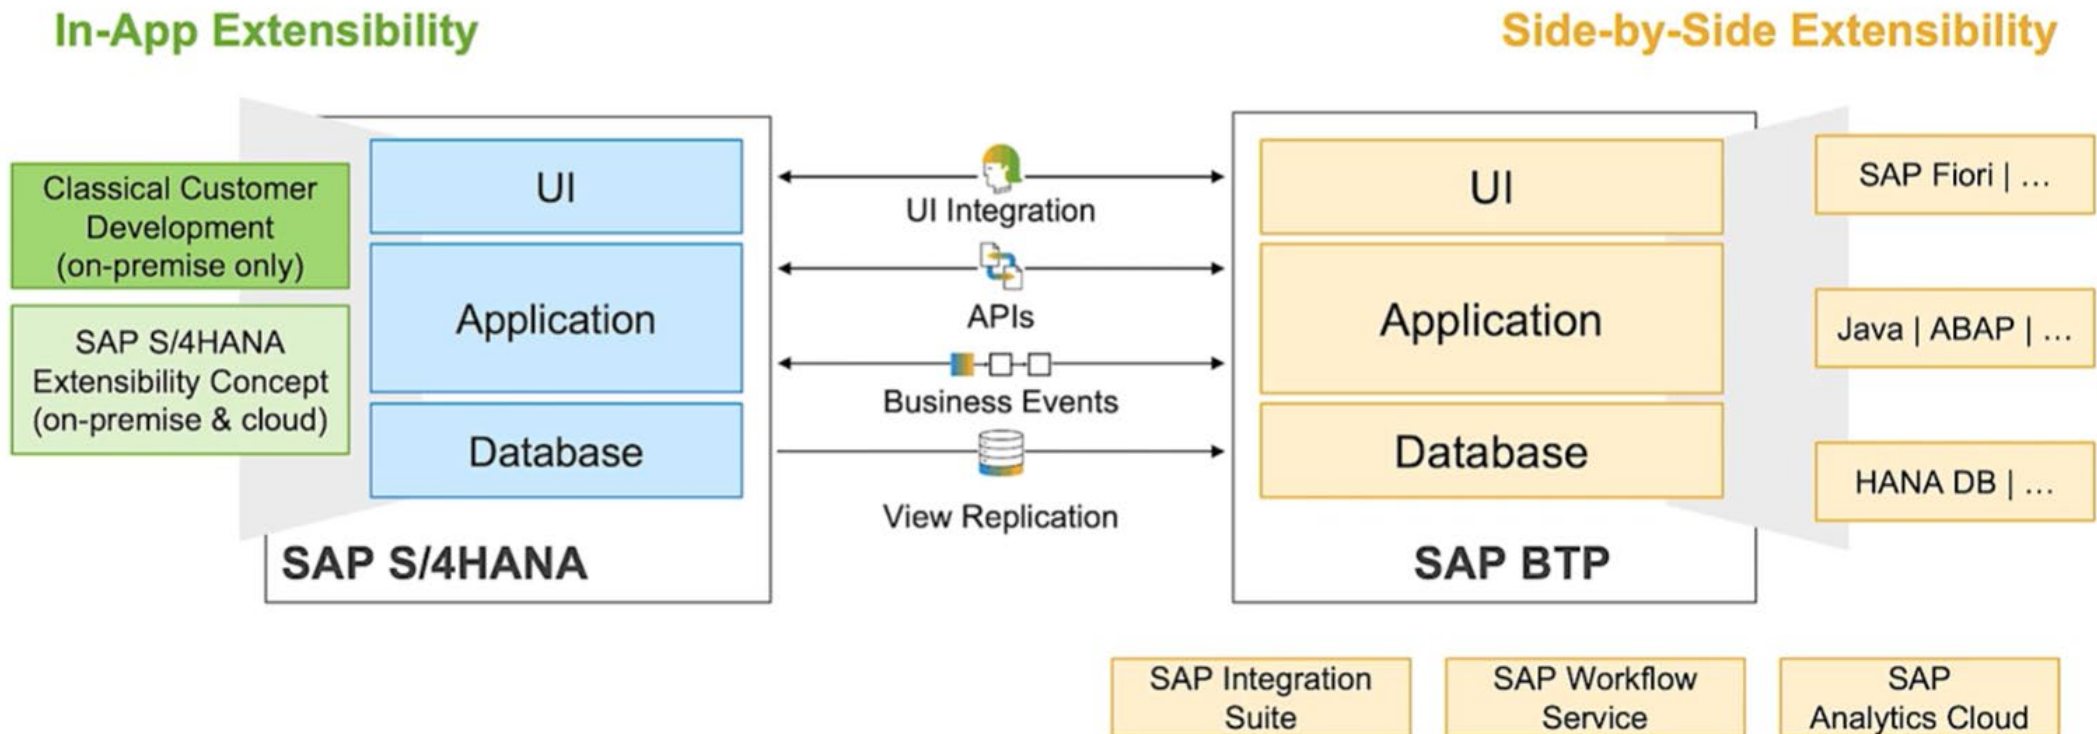 In-App Extensibility
Side-by-Side Extensibility
Classical Customer
Development
(on-premise only)
SAP S/4HANA
Extensibility Concept
(on-premise & cloud)
UI
Application
Database
SAP S/4HANA
UI Integration
APIs
Business Events
View Replication
UI
Application
Database
SAP BTP
SAP Fiori | …
Java | ABAP | …
HANA DB | …
SAP Integration
Suite
SAP Workflow
Service
SAP
Analytics Cloud